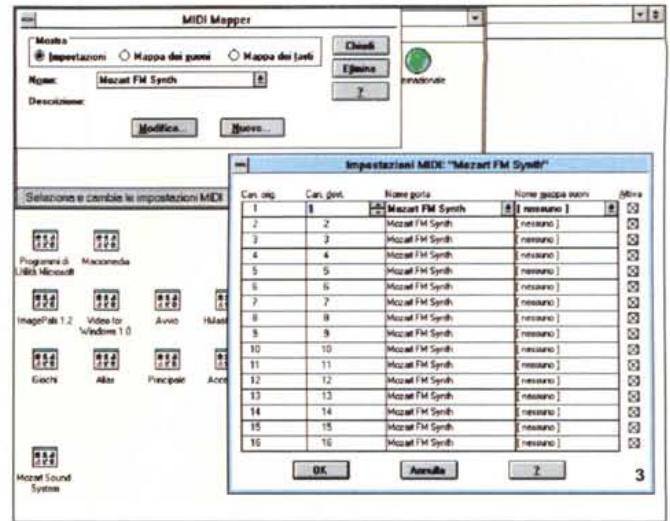 MIDI Mapper
Mostra
Impostazioni Mappa dei suoni Mappa dei tasti
Chiudi
Elimina
?
Nome: Mozart FM Synth
Descrizione:
Modifica... Nuovo...
Seleziona e cambia le impostazioni MIDI
Impostazioni MIDI: "Mozart FM Synth"
Can. orig. Can. dest. Nome porta Nome mappa suoni Attiva
1 1 Mozart FM Synth [ nessuno ]
2 2 Mozart FM Synth [ nessuno ]
3 3 Mozart FM Synth [ nessuno ]
4 4 Mozart FM Synth [ nessuno ]
5 5 Mozart FM Synth [ nessuno ]
6 6 Mozart FM Synth [ nessuno ]
7 7 Mozart FM Synth [ nessuno ]
8 8 Mozart FM Synth [ nessuno ]
9 9 Mozart FM Synth [ nessuno ]
10 10 Mozart FM Synth [ nessuno ]
11 11 Mozart FM Synth [ nessuno ]
12 12 Mozart FM Synth [ nessuno ]
13 13 Mozart FM Synth [ nessuno ]
14 14 Mozart FM Synth [ nessuno ]
15 15 Mozart FM Synth [ nessuno ]
16 16 Mozart FM Synth [ nessuno ]
OK Annulla ?
3
Programmi di
Utilità Microsoft
Macromedia
ImagePals 1.2
Video for
Windows 1.0
Avvio
Giochi
Aldus
Principale
Mozart Sound
System